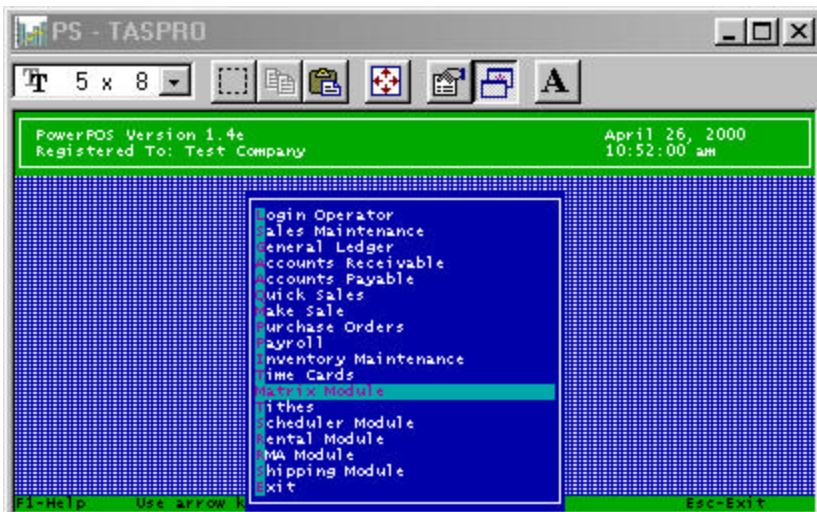 PS - TASPRO
Tr 5 x 8
A
PowerPOS Version 1.4e
April 26, 2000
Registered To: Test Company
10:52:00 am
Login Operator
Sales Maintenance
General Ledger
Accounts Receivable
Accounts Payable
Quick Sales
Make Sale
Purchase Orders
Payroll
Inventory Maintenance
Time Cards
Matrix Module
Tithes
Scheduler Module
Rental Module
RMA Module
Shipping Module
Exit
F1-Help Use arrow Esc-Exit